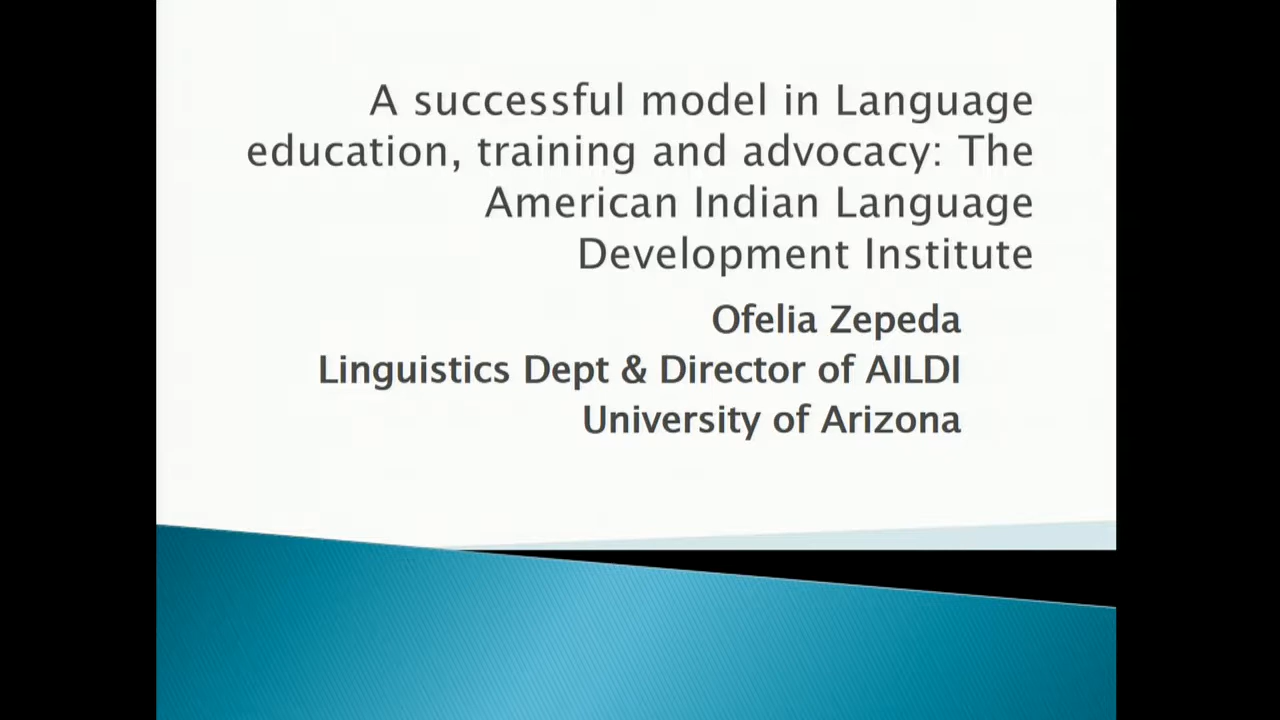 A successful model in Language
education, training and advocacy: The
American Indian Language
Development Institute
Ofelia Zepeda
Linguistics Dept & Director of AILDI
University of Arizona